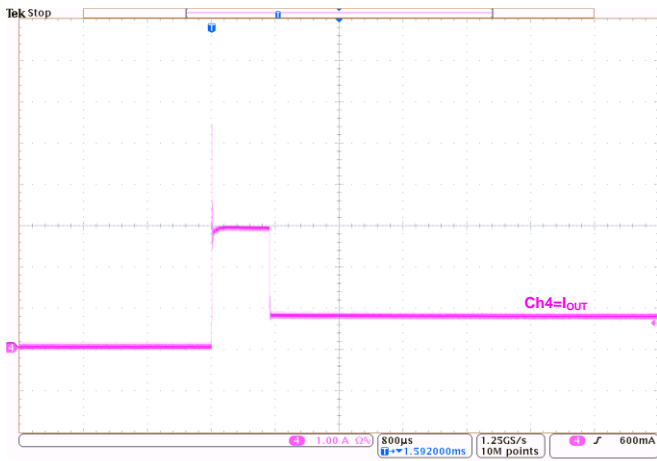 Tek Stop
T
T
Ch4=IOUT
4
4 1.00 A Ω 800µs 1.25GS/s 4 600mA
T→▼1.592000ms 10M points